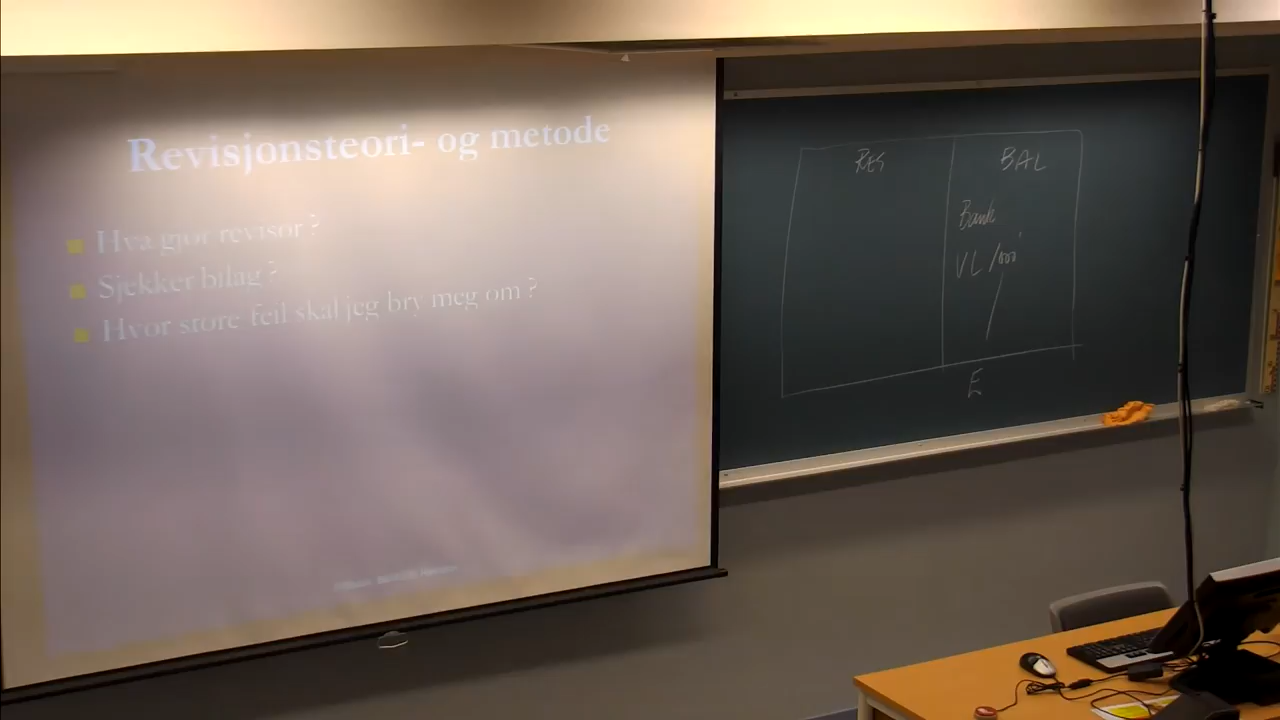 Revisjonsteori- og metode
Hva gjør revisor ?
Sjekker bilag ?
Hvor store feil skal jeg bry meg om ?
RES
BAL
Bank
VL /000'
E